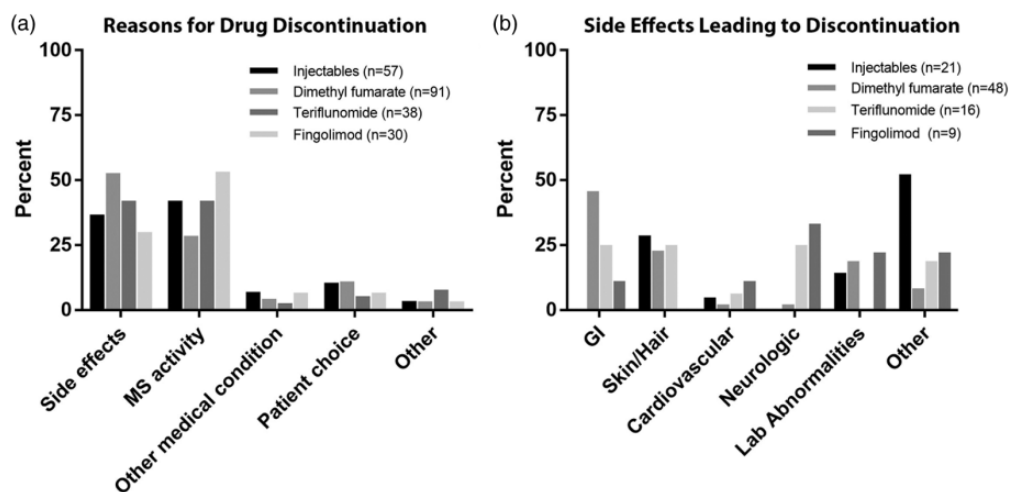 (a)
Reasons for Drug Discontinuation
100
75
50
25
0
Percent
Injectables (n=57)
Dimethyl fumarate (n=91)
Teriflunomide (n=38)
Fingolimod (n=30)
Side effects
MS activity
Other medical condition
Patient choice
Other
(b)
Side Effects Leading to Discontinuation
100
75
50
25
0
Percent
Injectables (n=21)
Dimethyl fumarate (n=48)
Teriflunomide (n=16)
Fingolimod (n=9)
GI
Skin/Hair
Cardiovascular
Neurologic
Lab Abnormalities
Other